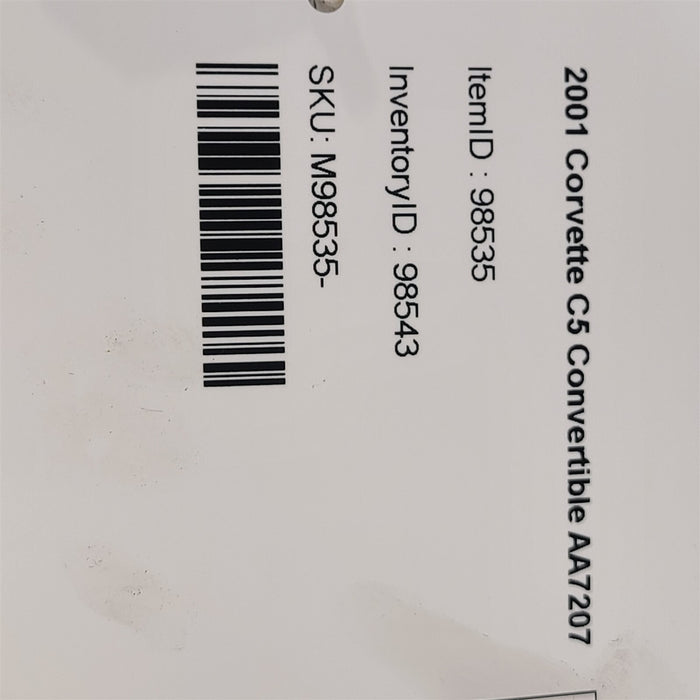 2001 Corvette C5 Convertible AA7207
ItemID : 98535
InventoryID : 98543
SKU: M98535-